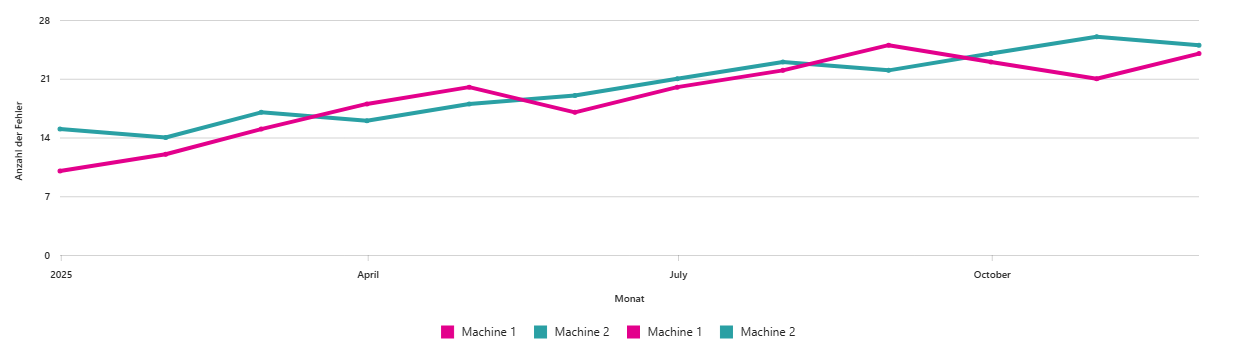 28
21
14
7
0
Anzahl der Fehler
2025 April July October
Monat
Machine 1 Machine 2 Machine 1 Machine 2